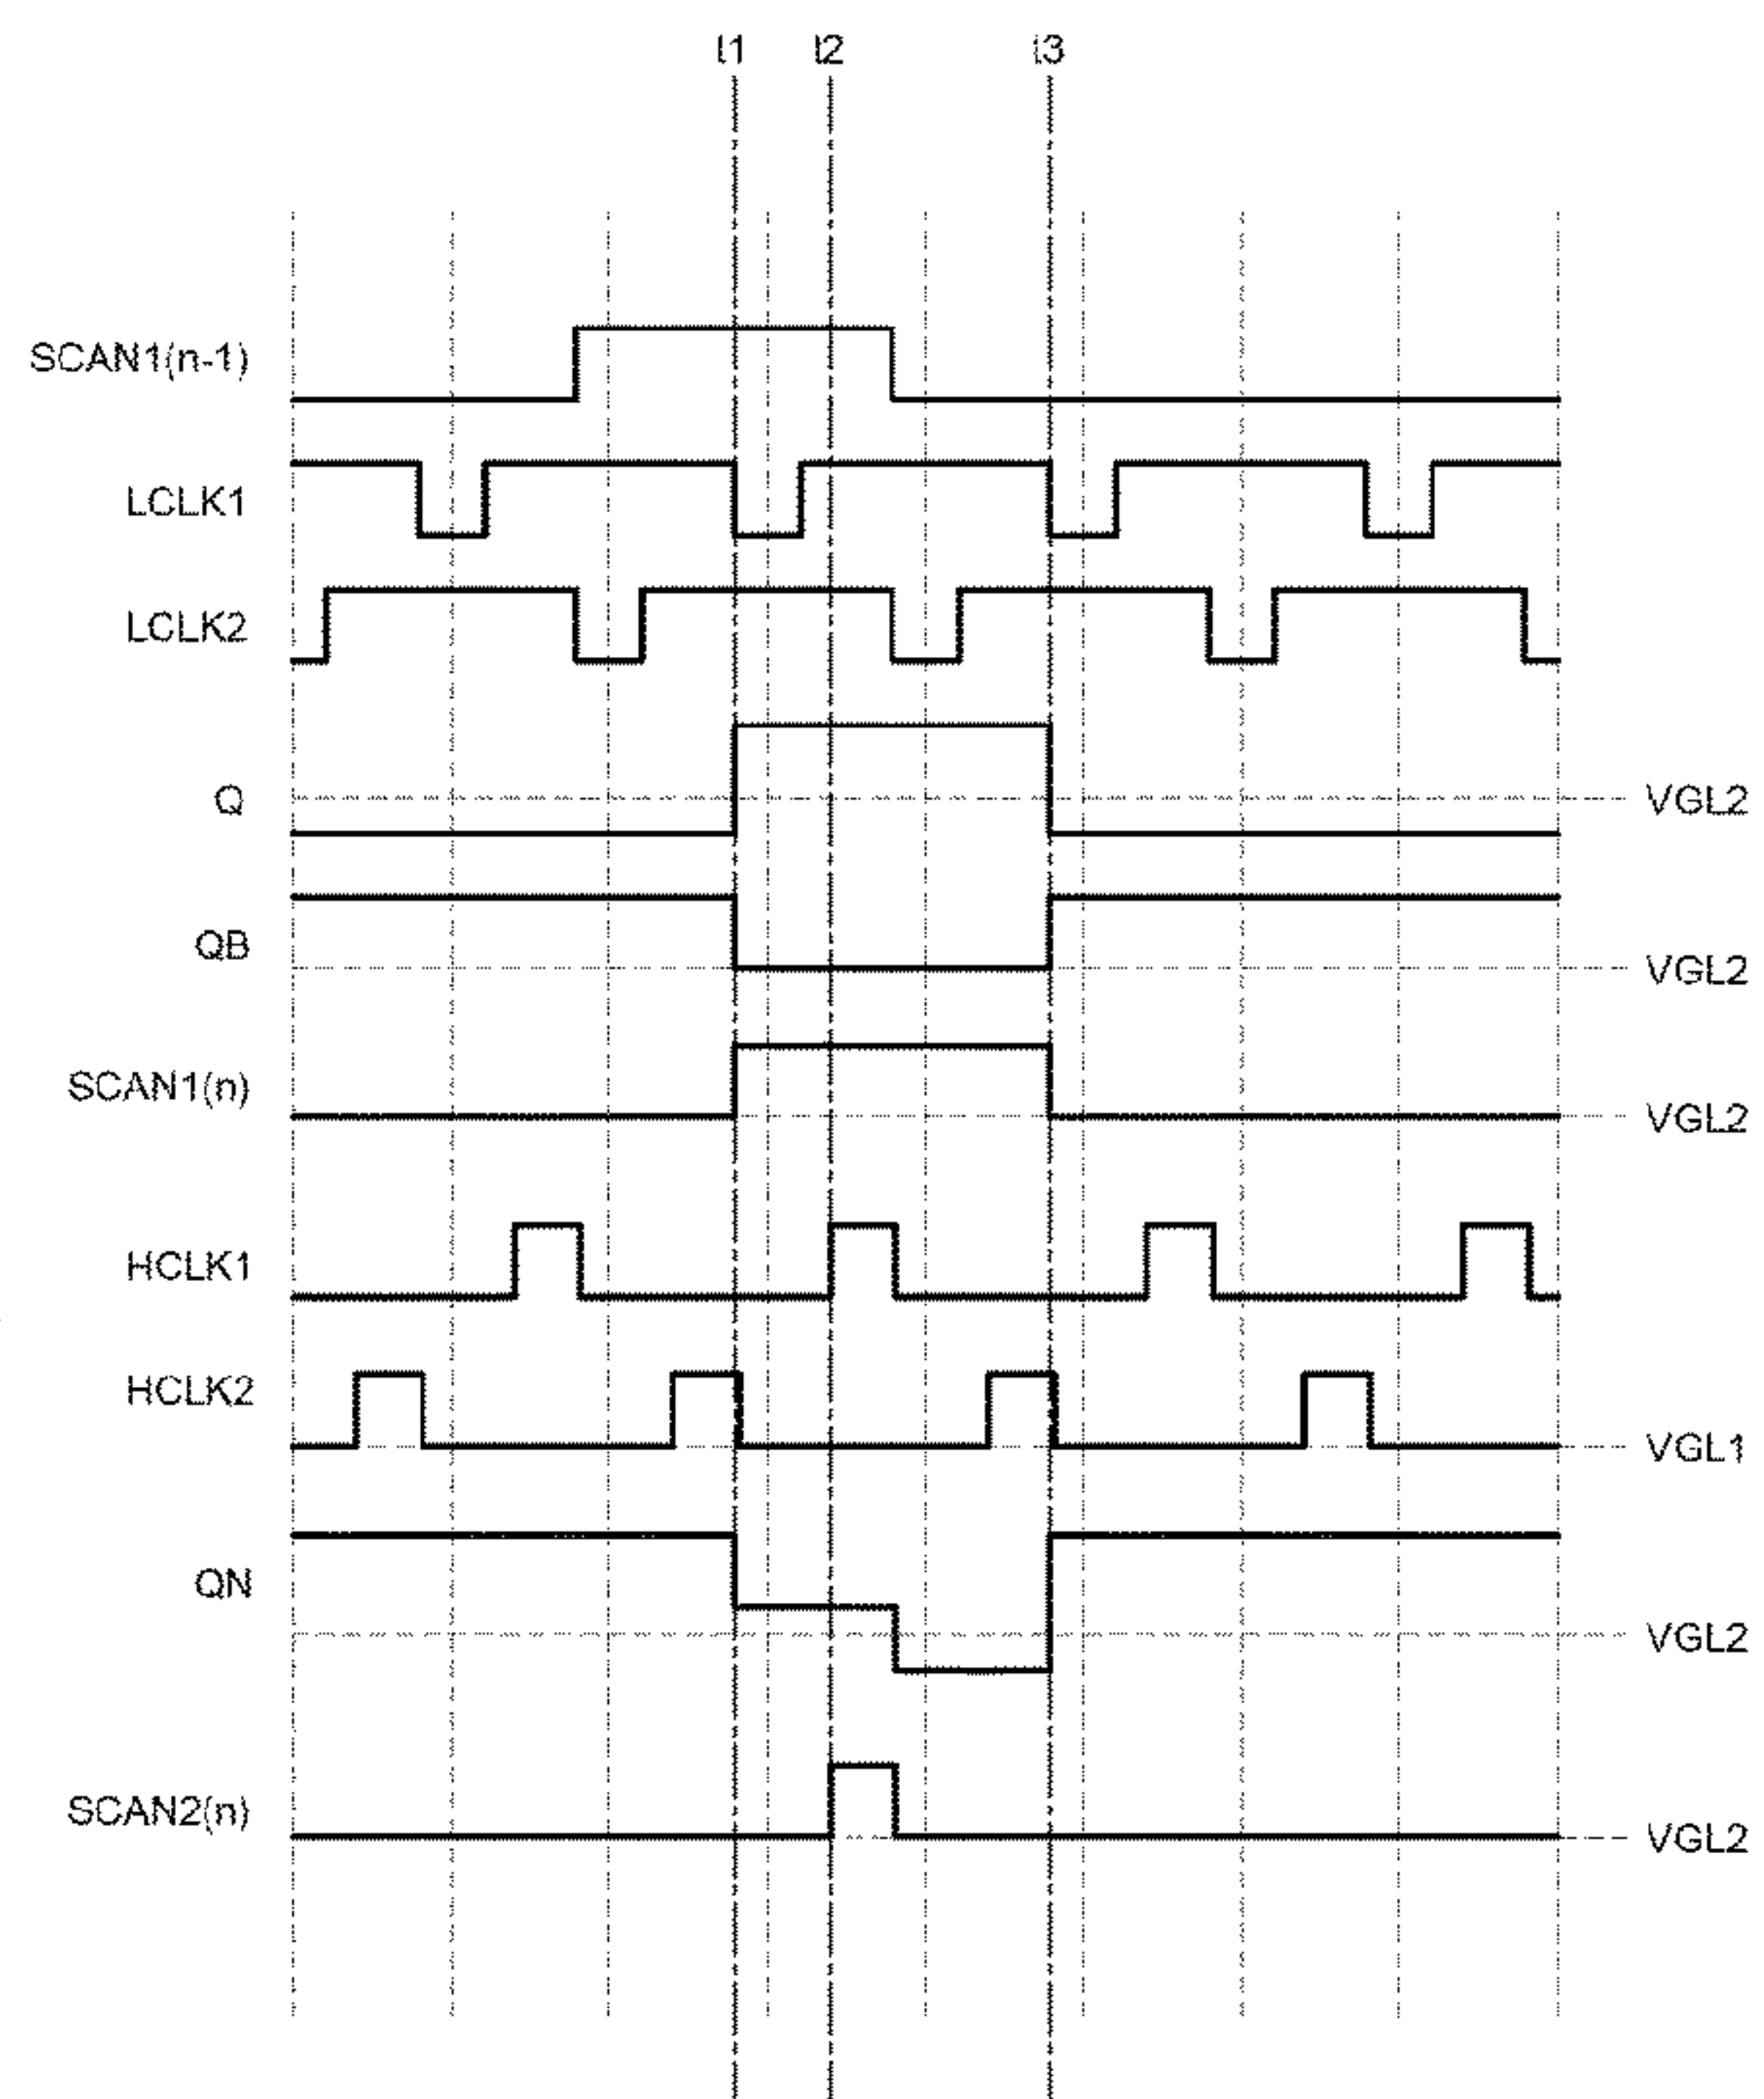 t1 t2 t3
SCAN1(n-1)
LCLK1
LCLK2
Q VGL2
QB VGL2
SCAN1(n) VGL2
HCLK1
HCLK2 VGL1
QN VGL2
SCAN2(n) VGL2